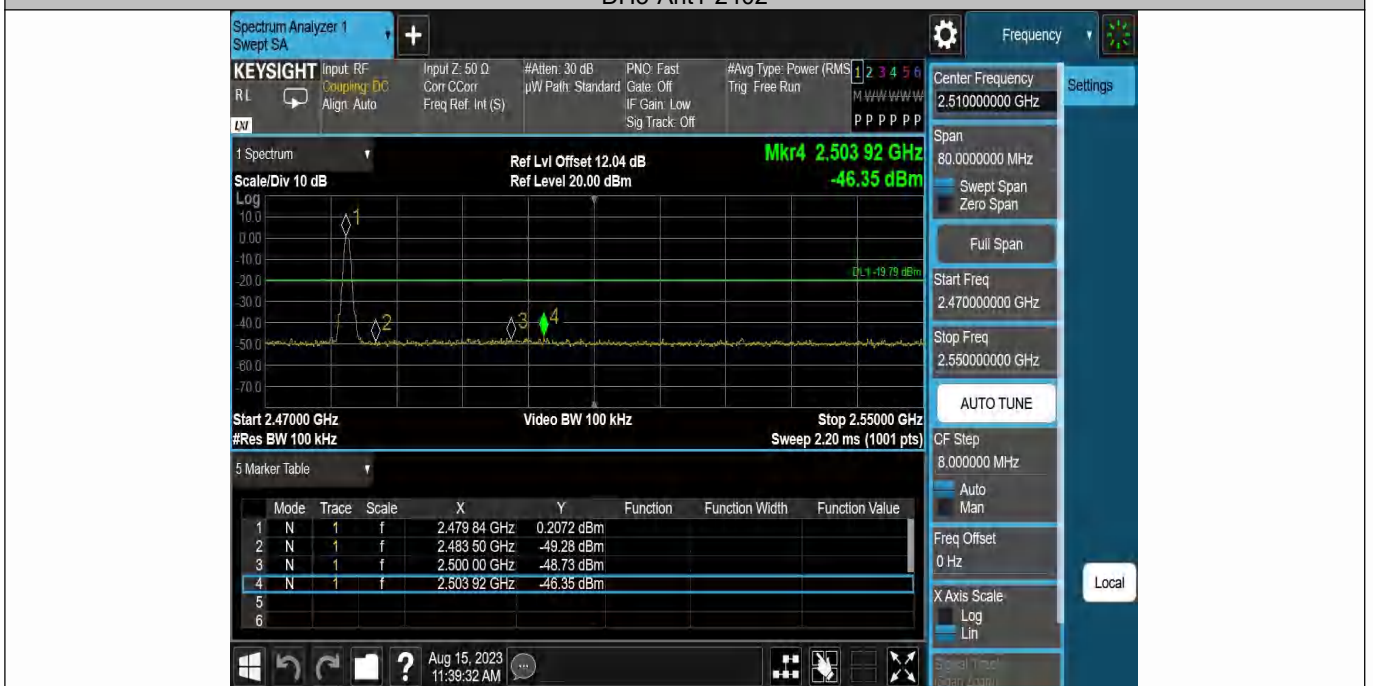 Spectrum Analyzer 1
Swept SA
+
Frequency
KEYSIGHT
RL
LXI
Input: RF
Coupling: DC
Align: Auto
Input Z: 50 Ω
Corr CCorr
Freq Ref: Int (S)
#Atten: 30 dB
µW Path: Standard
PNO: Fast
Gate: Off
IF Gain: Low
Sig Track: Off
#Avg Type: Power (RMS
Trig: Free Run
1 2 3 4 5 6
M W W W W W
P P P P P P
1 Spectrum
Scale/Div 10 dB
Ref Lvl Offset 12.04 dB
Ref Level 20.00 dBm
Mkr4 2.503 92 GHz
-46.35 dBm
Log
10.0
0.00
-10.0
-20.0
-30.0
-40.0
-50.0
-60.0
-70.0
1
2
3
4
DL1 -19.79 dBm
Start 2.47000 GHz
#Res BW 100 kHz
Video BW 100 kHz
Stop 2.55000 GHz
Sweep 2.20 ms (1001 pts)
5 Marker Table
Mode Trace Scale X Y Function Function Width Function Value
1 N 1 f 2.479 84 GHz 0.2072 dBm
2 N 1 f 2.483 50 GHz -49.28 dBm
3 N 1 f 2.500 00 GHz -48.73 dBm
4 N 1 f 2.503 92 GHz -46.35 dBm
5
6
?
Aug 15, 2023
11:39:32 AM
Center Frequency
2.510000000 GHz
Settings
Span
80.0000000 MHz
Swept Span
Zero Span
Full Span
Start Freq
2.470000000 GHz
Stop Freq
2.550000000 GHz
AUTO TUNE
CF Step
8.000000 MHz
Auto
Man
Freq Offset
0 Hz
X Axis Scale
Log
Lin
Local